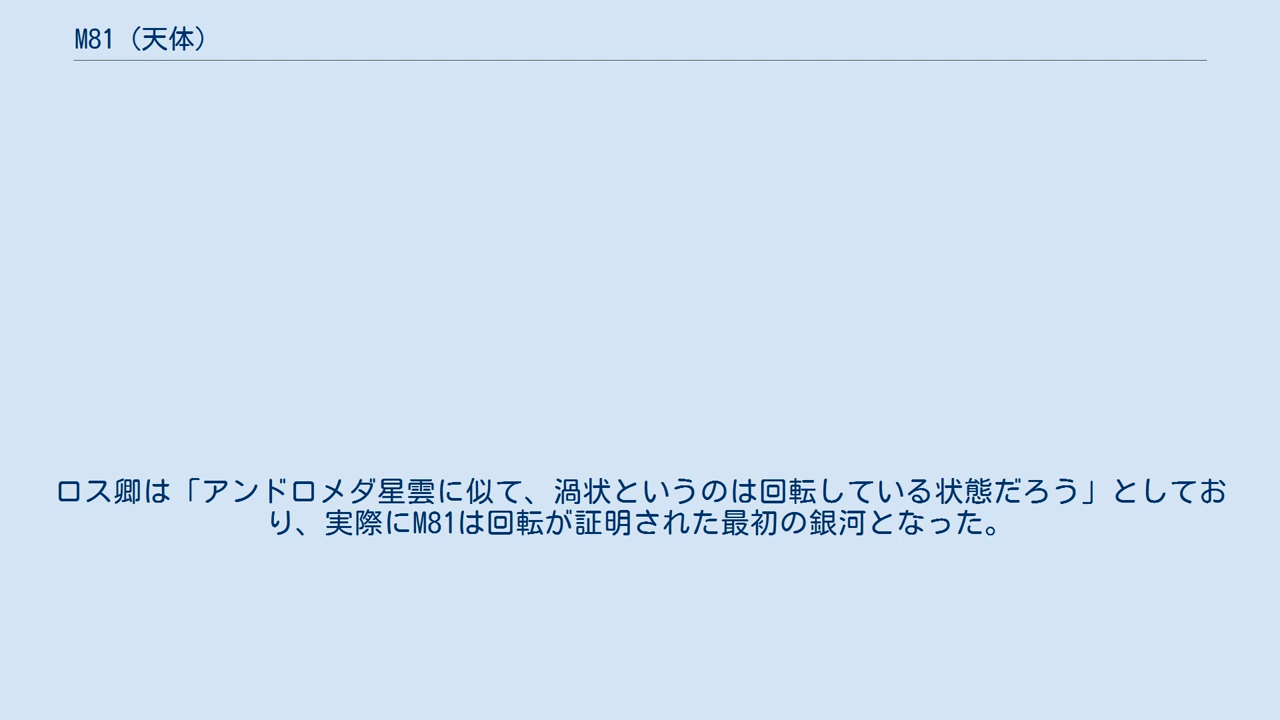 M81（天体）
ロス卿は「アンドロメダ星雲に似て、渦状というのは回転している状態だろう」としてお
り、実際にM81は回転が証明された最初の銀河となった。